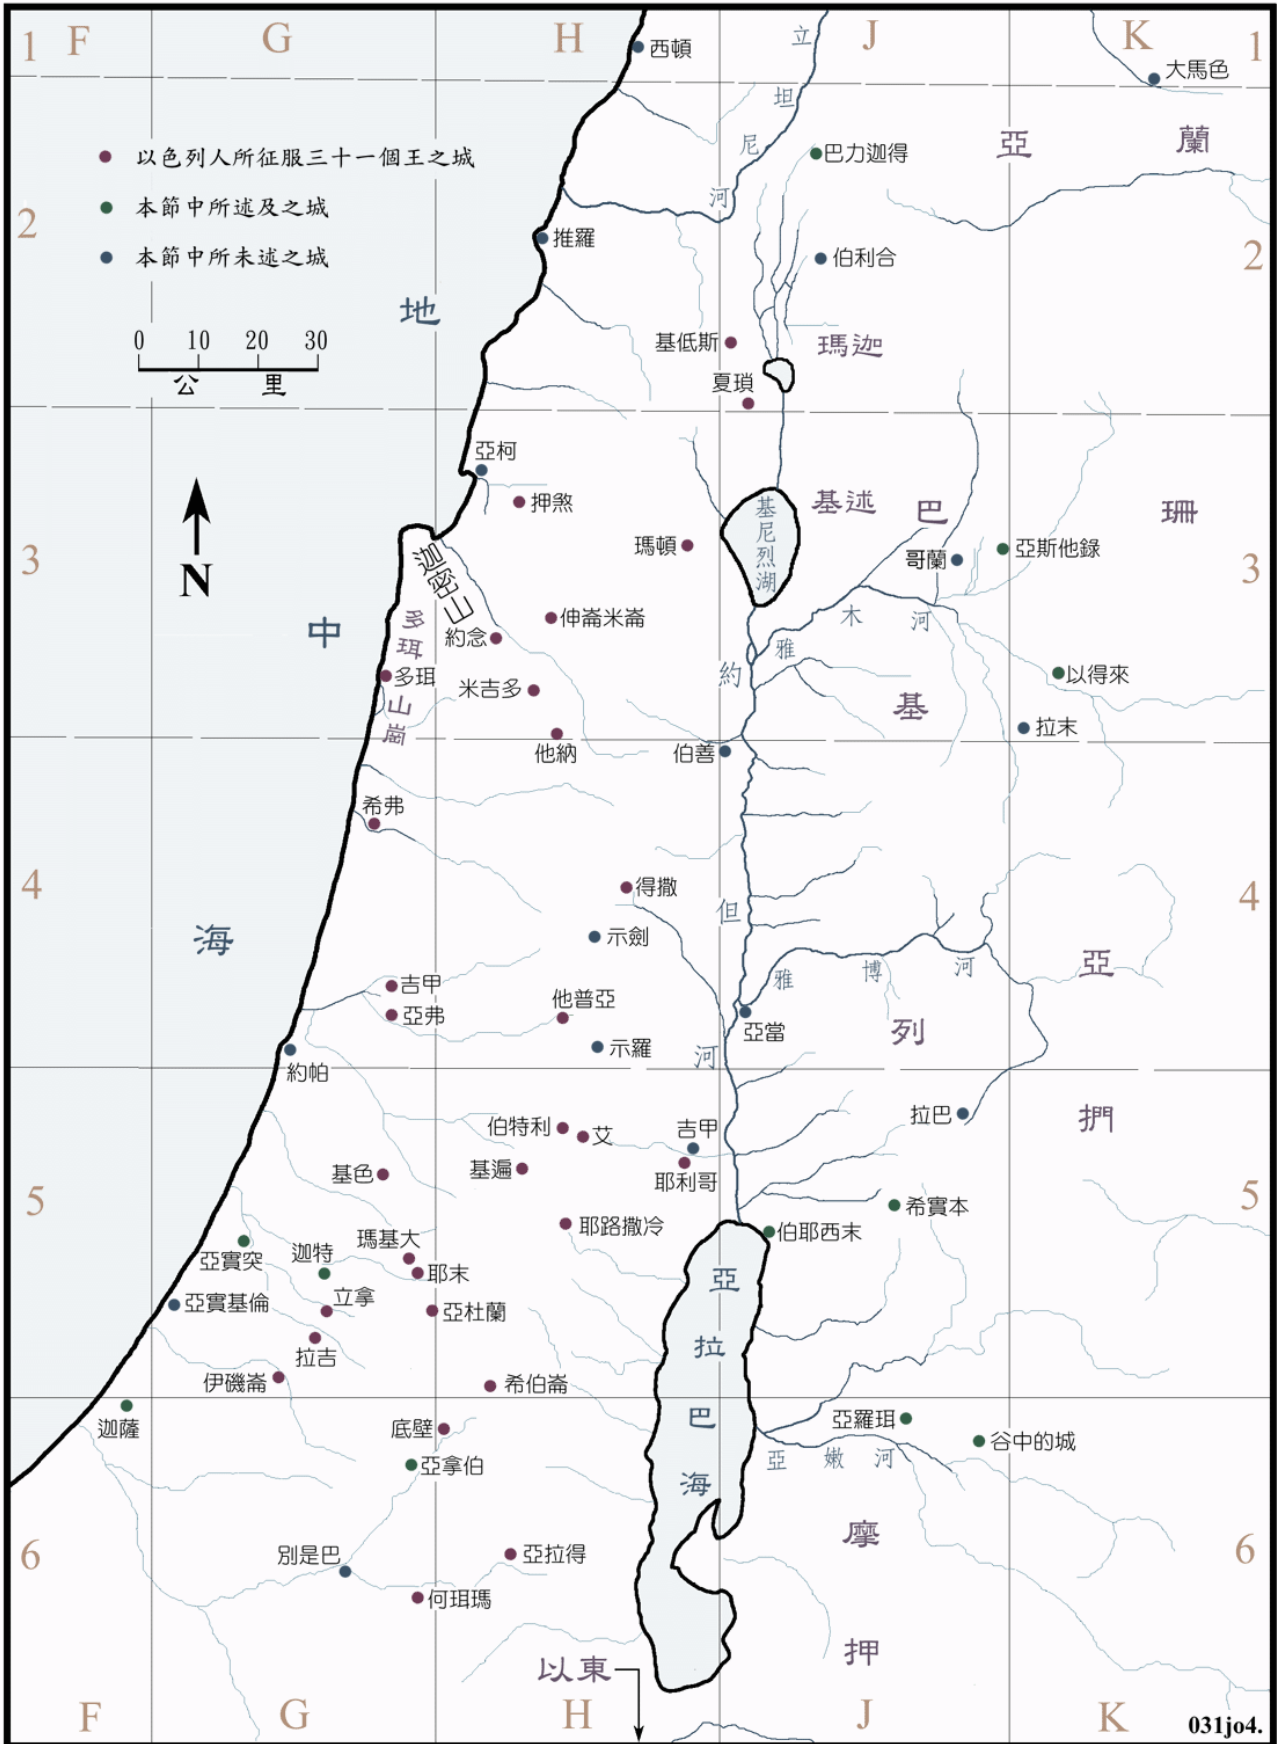 F G H J K
1 1
西頓
大馬色
立坦尼河
亞蘭
以色列人所征服三十一個王之城
本節中所述及之城
本節中所未述之城
巴力迦得
2 2
推羅
伯利合
地中海
0 10 20 30
公里
基低斯
瑪迦
夏瑣
亞柯
押煞
基述
巴珊
基尼烈湖
瑪頓
哥蘭
亞斯他錄
3 3
N
迦密山
伸崙米崙
雅木河
多珥山崗
約念
多珥
米吉多
約但河
以得來
基列
拉末
他納
伯善
希弗
4 4
得撒
示劍
亞捫
雅博河
吉甲
亞弗
他普亞
亞當
示羅
約帕
拉巴
伯特利
艾
吉甲
基色
基遍
耶利哥
5 5
希實本
耶路撒冷
伯耶西末
亞實突
迦特
瑪基大
耶末
亞拉巴海
亞實基倫
立拿
亞杜蘭
拉吉
伊磯崙
希伯崙
迦薩
底壁
亞羅珥
谷中的城
亞嫩河
亞拿伯
摩押
6 6
別是巴
亞拉得
何珥瑪
以東
F G H J K
031jo4.